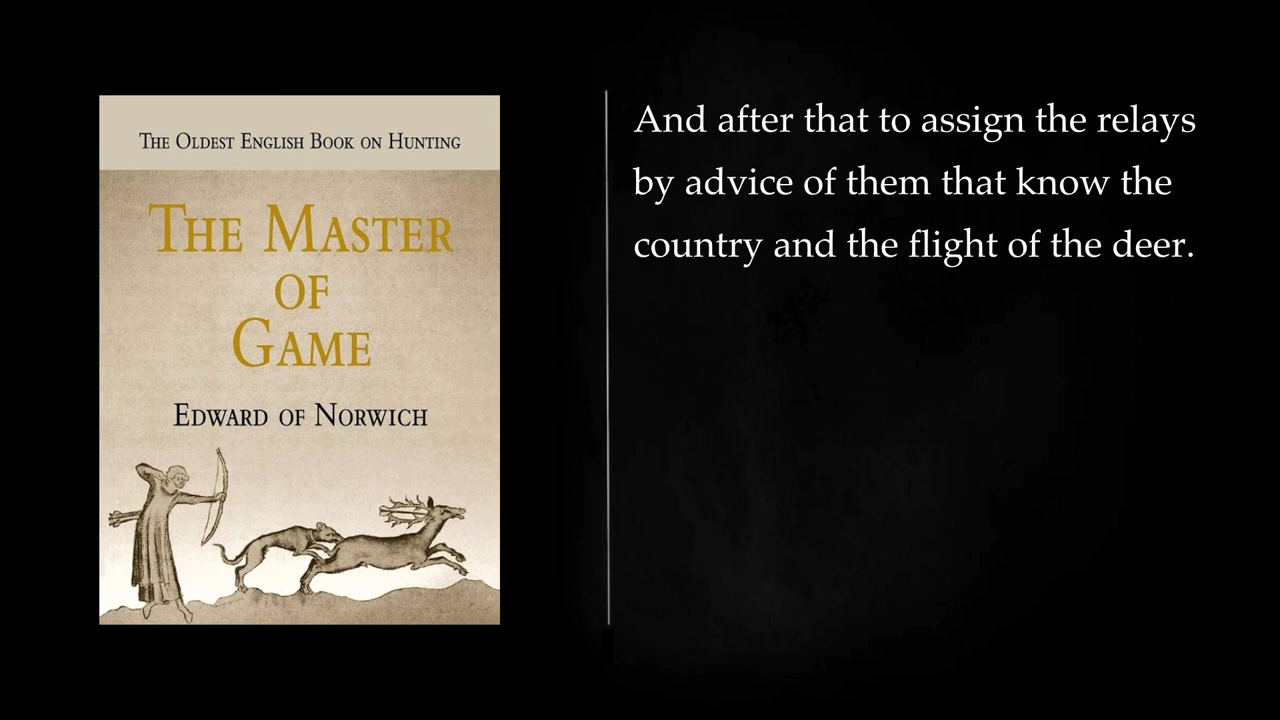 The Oldest English Book on Hunting
The Master
of
Game
Edward of Norwich
And after that to assign the relays
by advice of them that know the
country and the flight of the deer.